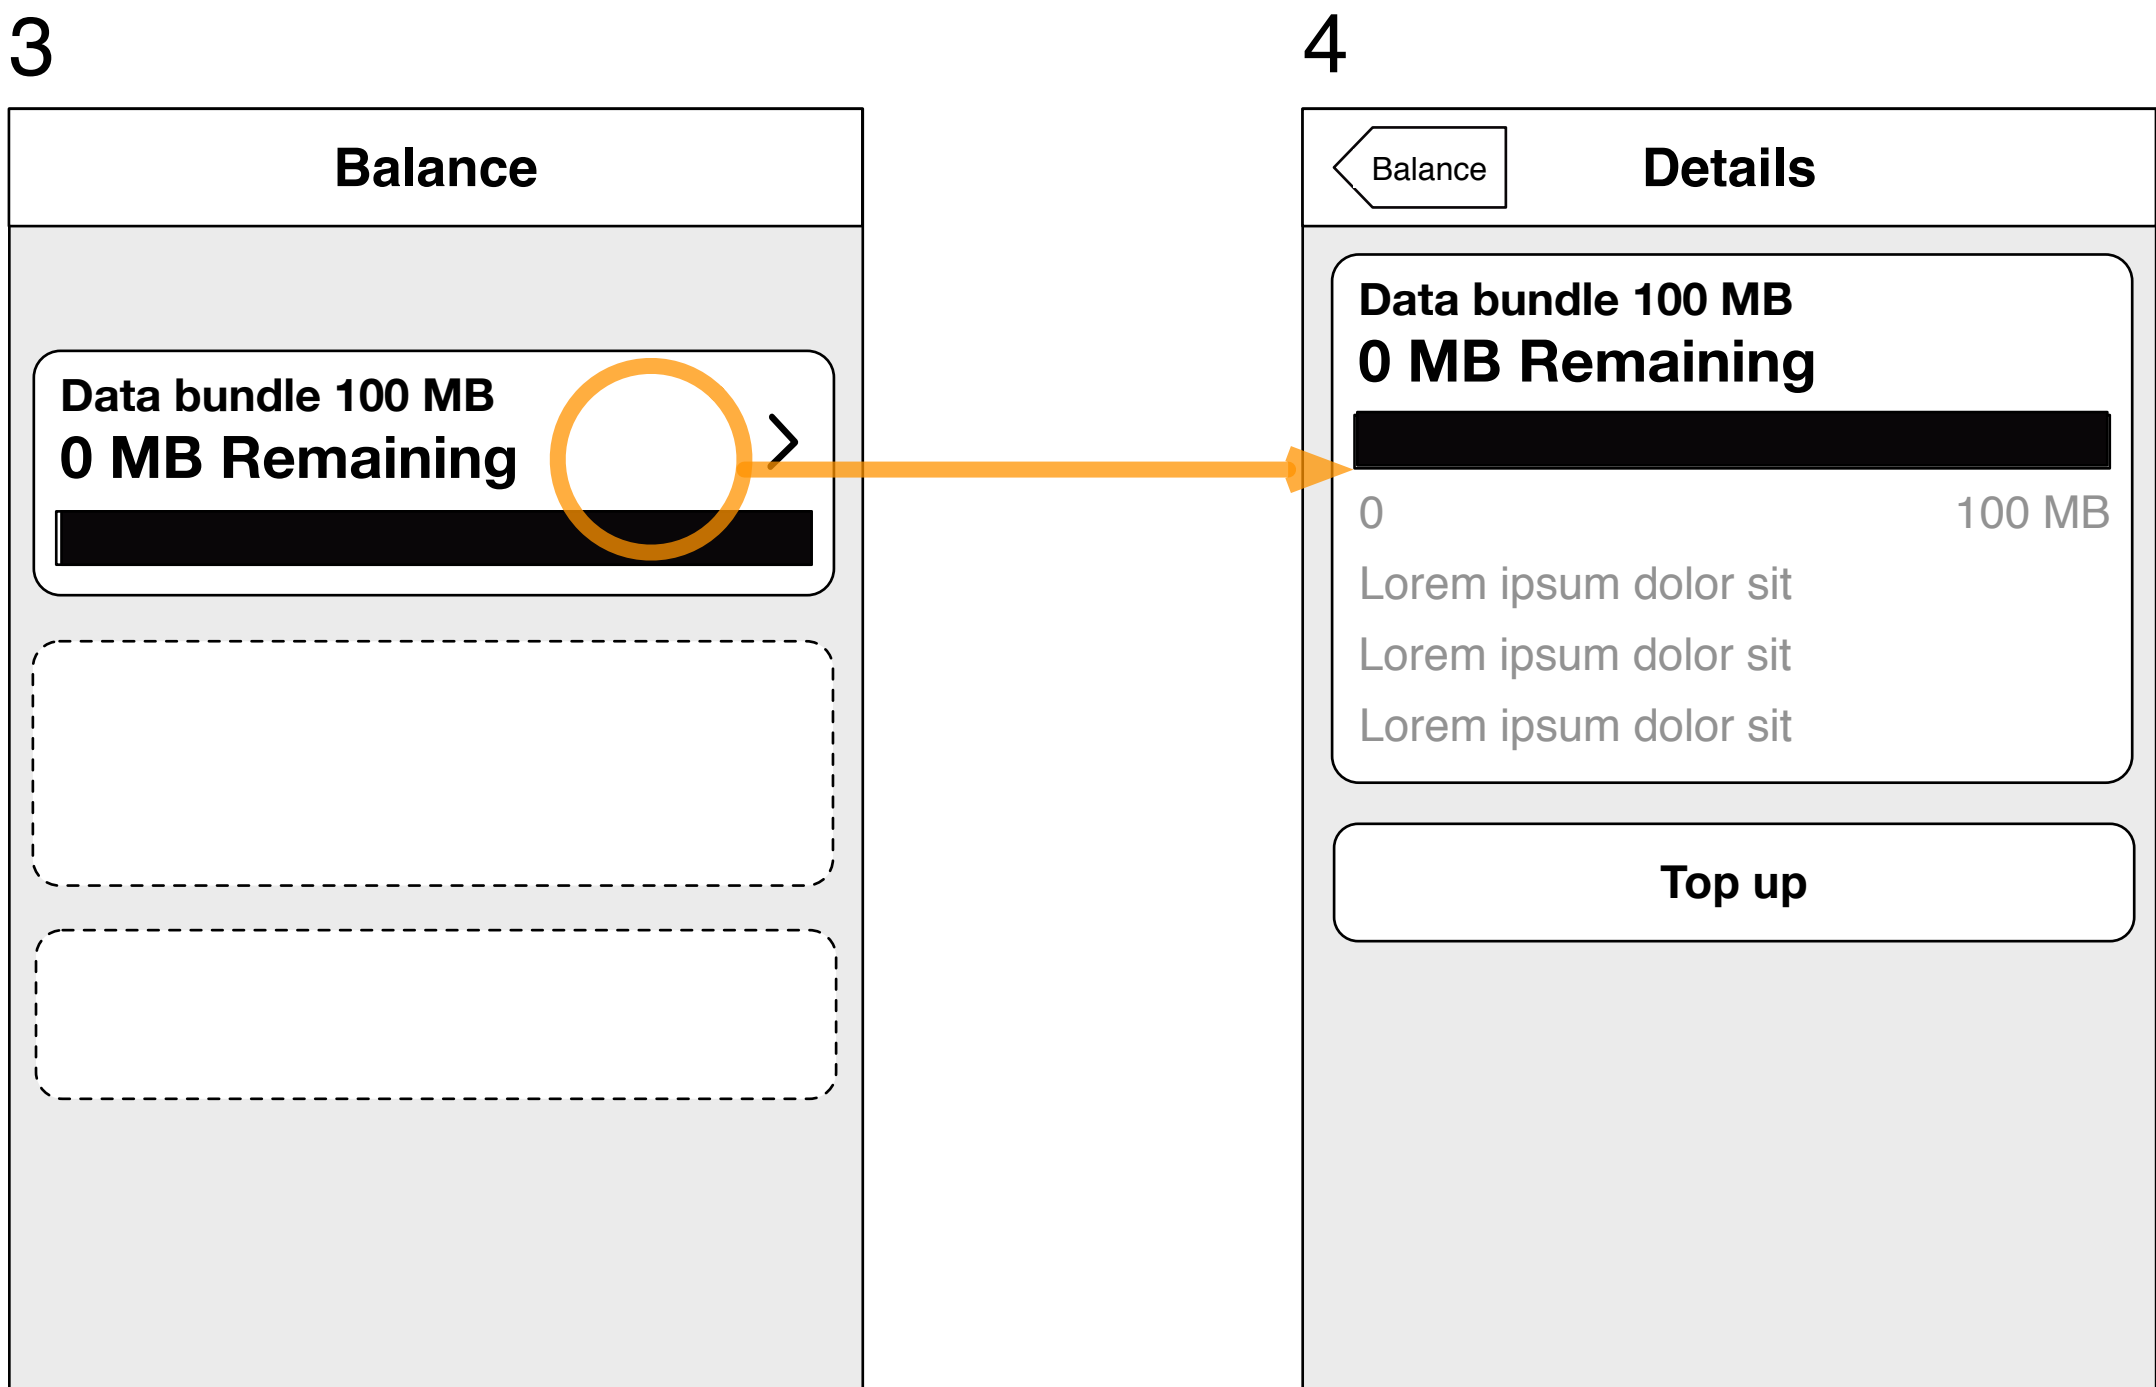 3
Balance
Data bundle 100 MB
0 MB Remaining
4
Balance
Details
Data bundle 100 MB
0 MB Remaining
0
100 MB
Lorem ipsum dolor sit
Lorem ipsum dolor sit
Lorem ipsum dolor sit
Top up